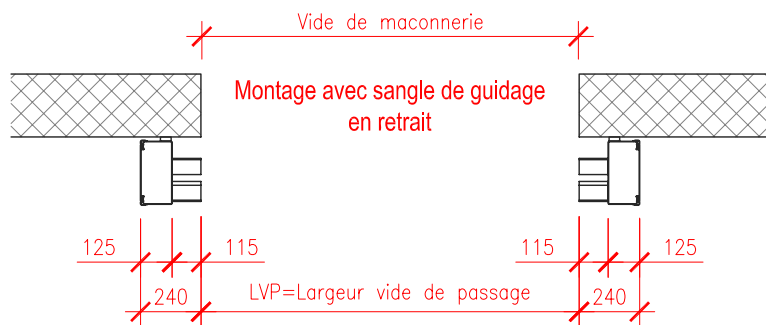 Vide de maconnerie
Montage avec sangle de guidage
en retrait
125 115 115 125
240 LVP=Largeur vide de passage 240